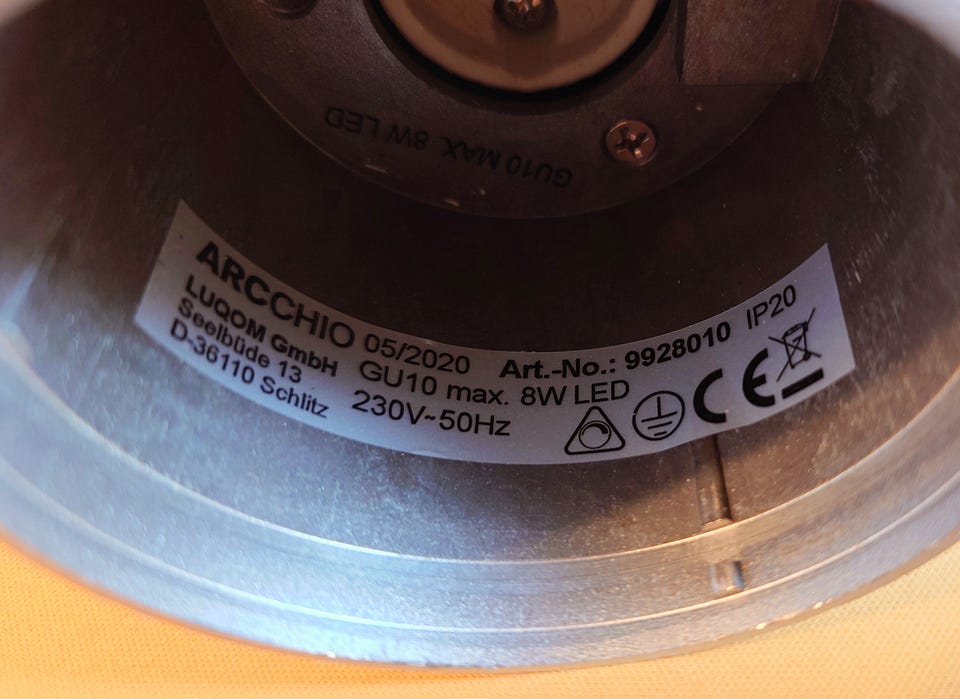 GU10 MAX. 8W LED
ARCCHIO 05/2020 Art.-No.: 9928010 IP20
LUQOM GmbH GU10 max. 8W LED
Seelbüde 13 230V~50Hz
D-36110 Schlitz
CE